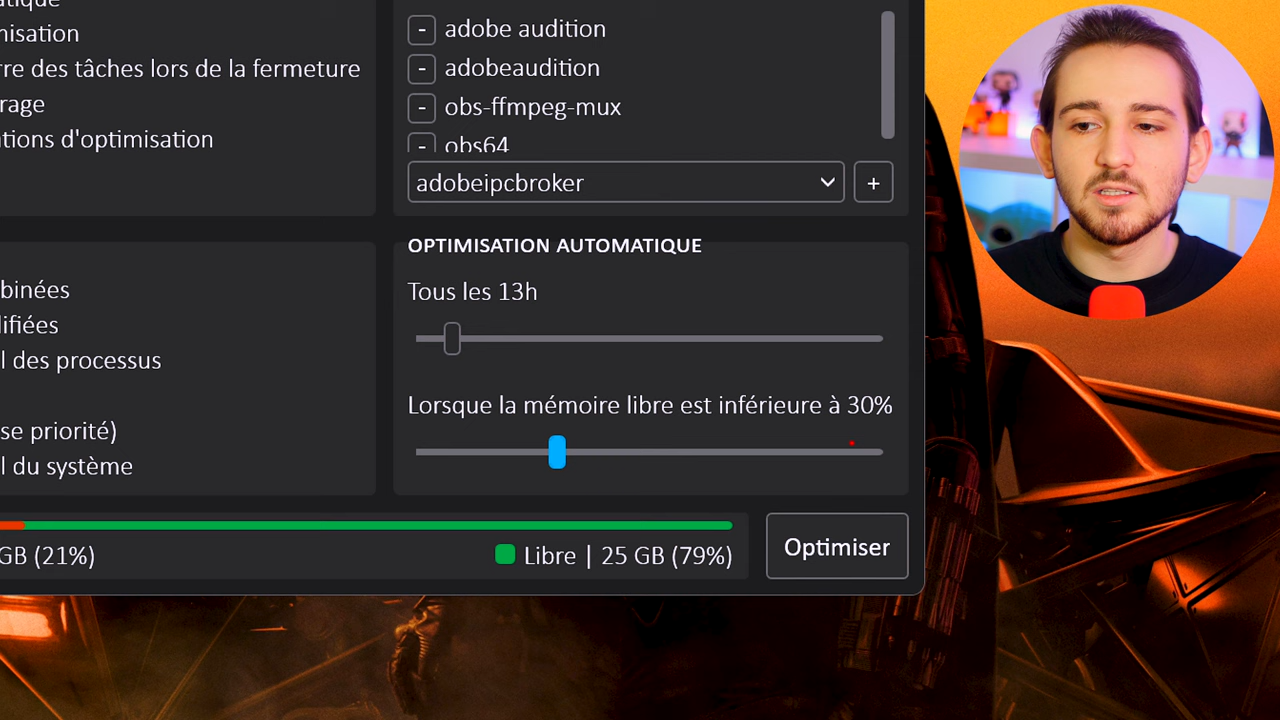 atique
nisation
rre des tâches lors de la fermeture
rage
tions d'optimisation
- adobe audition
- adobeaudition
- obs-ffmpeg-mux
- obs64
adobeipcbroker
+
binées
lifiées
l des processus
se priorité)
l du système
OPTIMISATION AUTOMATIQUE
Tous les 13h
Lorsque la mémoire libre est inférieure à 30%
GB (21%)
Libre | 25 GB (79%)
Optimiser